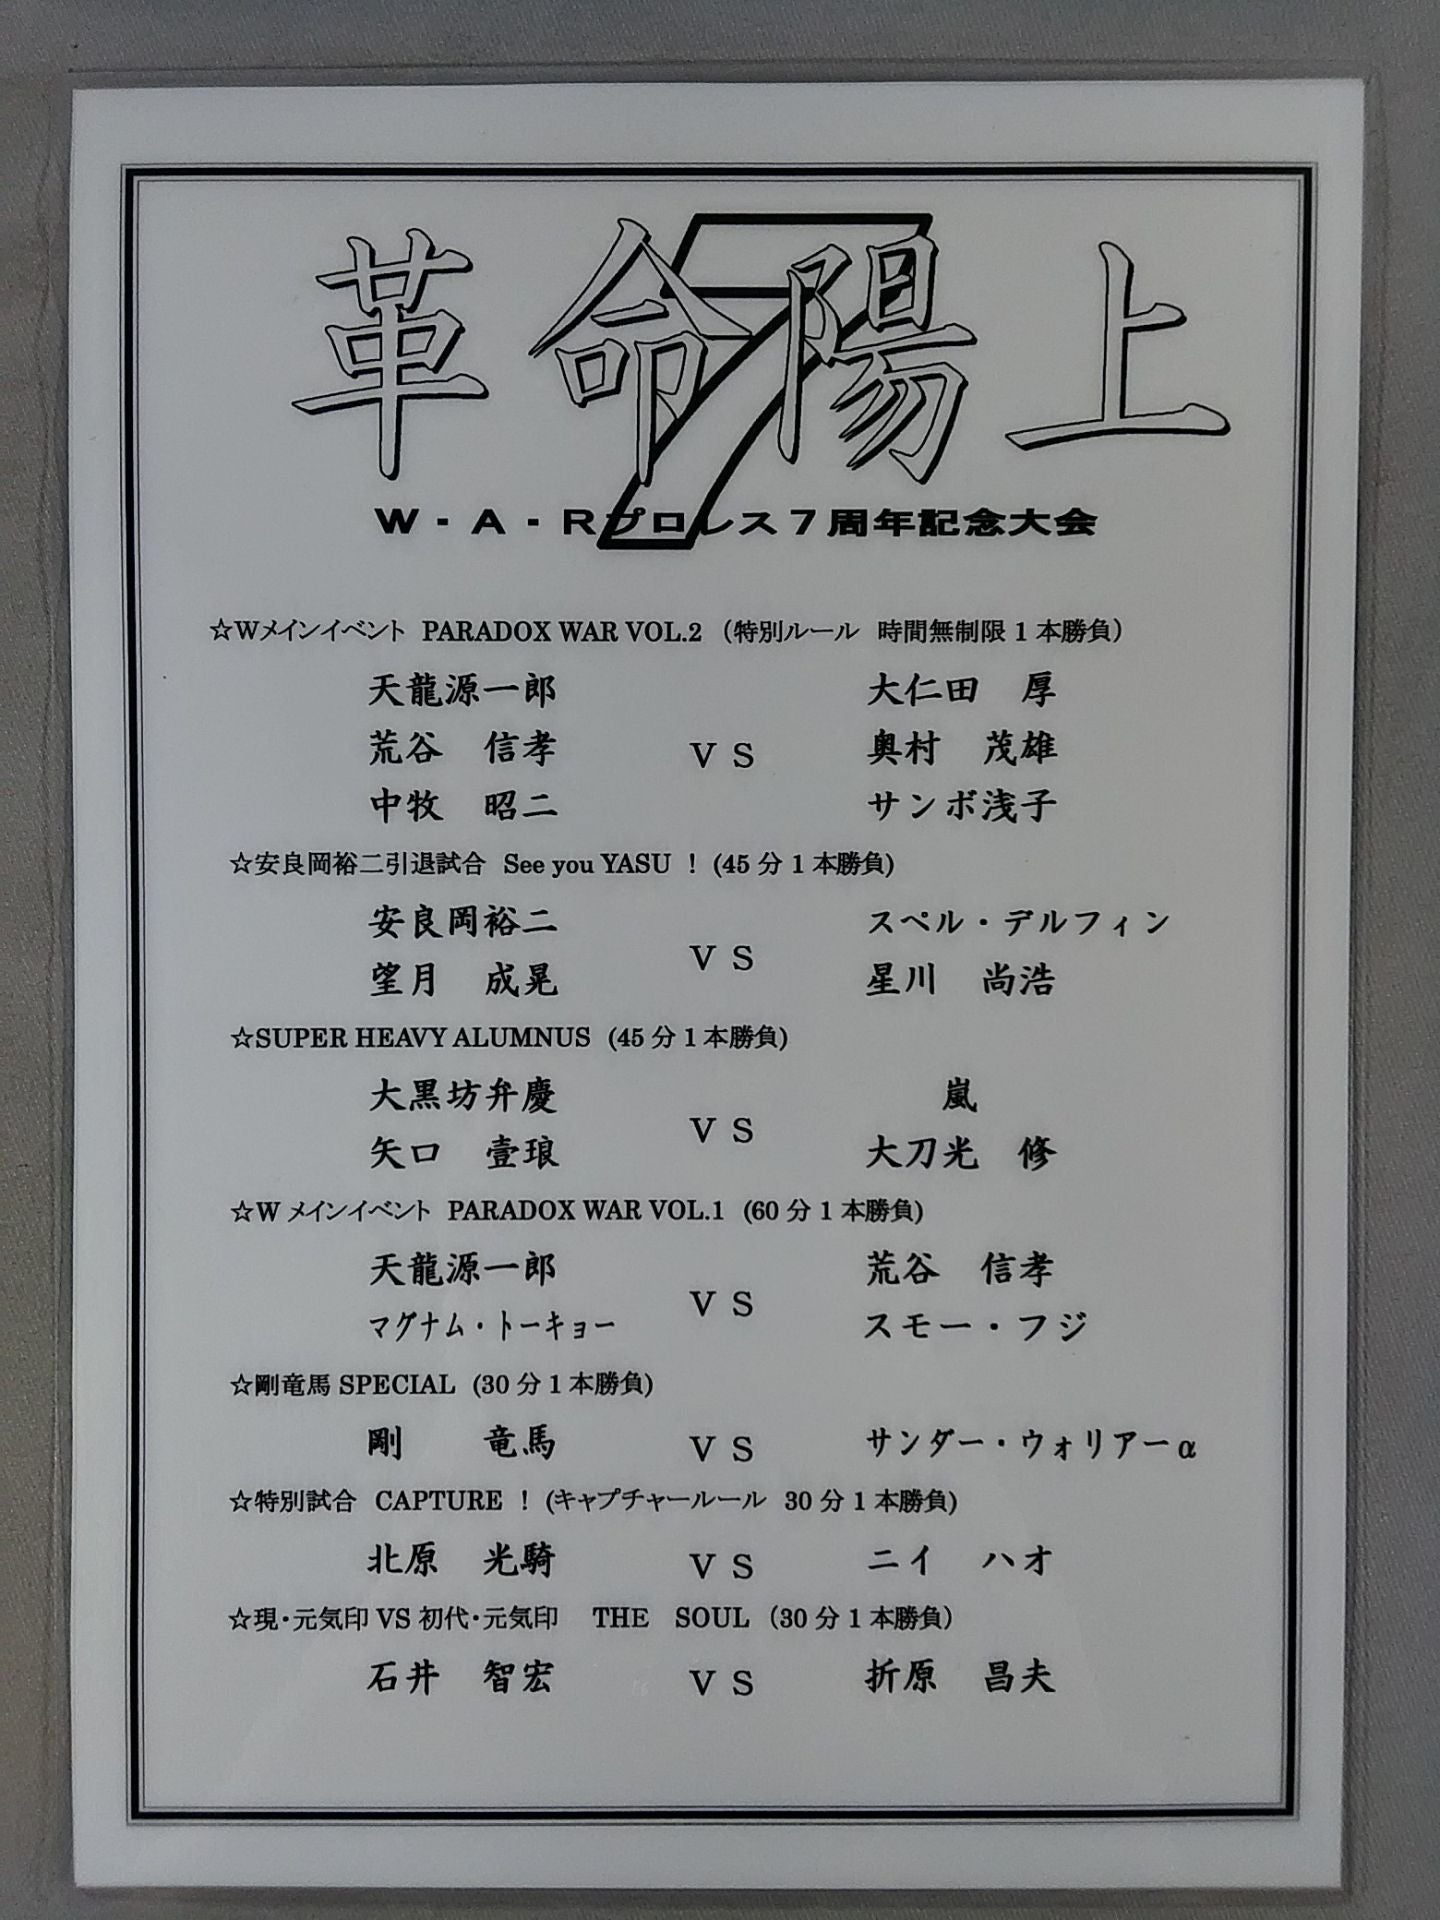 革命陽上
7
W・A・Rプロレス7周年記念大会
☆Wメインイベント PARADOX WAR VOL.2 (特別ルール 時間無制限1本勝負)
天龍源一郎 大仁田 厚
荒谷 信孝 VS 奥村 茂雄
中牧 昭二 サンボ浅子
☆安良岡裕二引退試合 See you YASU ! (45分1本勝負)
安良岡裕二 スペル・デルフィン
VS
望月 成晃 星川 尚浩
☆SUPER HEAVY ALUMNUS (45分1本勝負)
大黒坊弁慶 嵐
VS
矢口 壹琅 大刀光 修
☆Wメインイベント PARADOX WAR VOL.1 (60分1本勝負)
天龍源一郎 荒谷 信孝
VS
マグナム・トーキョー スモー・フジ
☆剛竜馬SPECIAL (30分1本勝負)
剛 竜馬 VS サンダー・ウォリアーα
☆特別試合 CAPTURE ! (キャプチャールール 30分1本勝負)
北原 光騎 VS ニイ ハオ
☆現・元気印VS初代・元気印 THE SOUL (30分1本勝負)
石井 智宏 VS 折原 昌夫